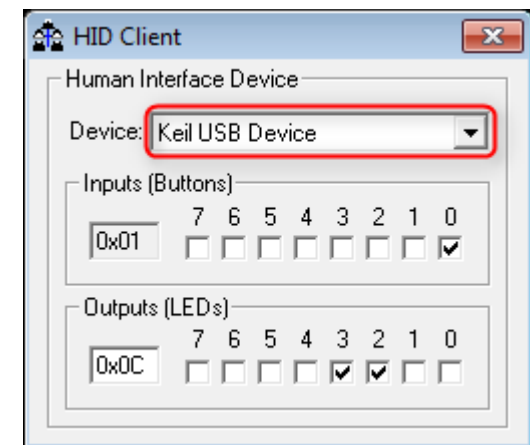 HID Client
Human Interface Device
Device: Keil USB Device
Inputs (Buttons)
7 6 5 4 3 2 1 0
0x01
Outputs (LEDs)
7 6 5 4 3 2 1 0
0x0C